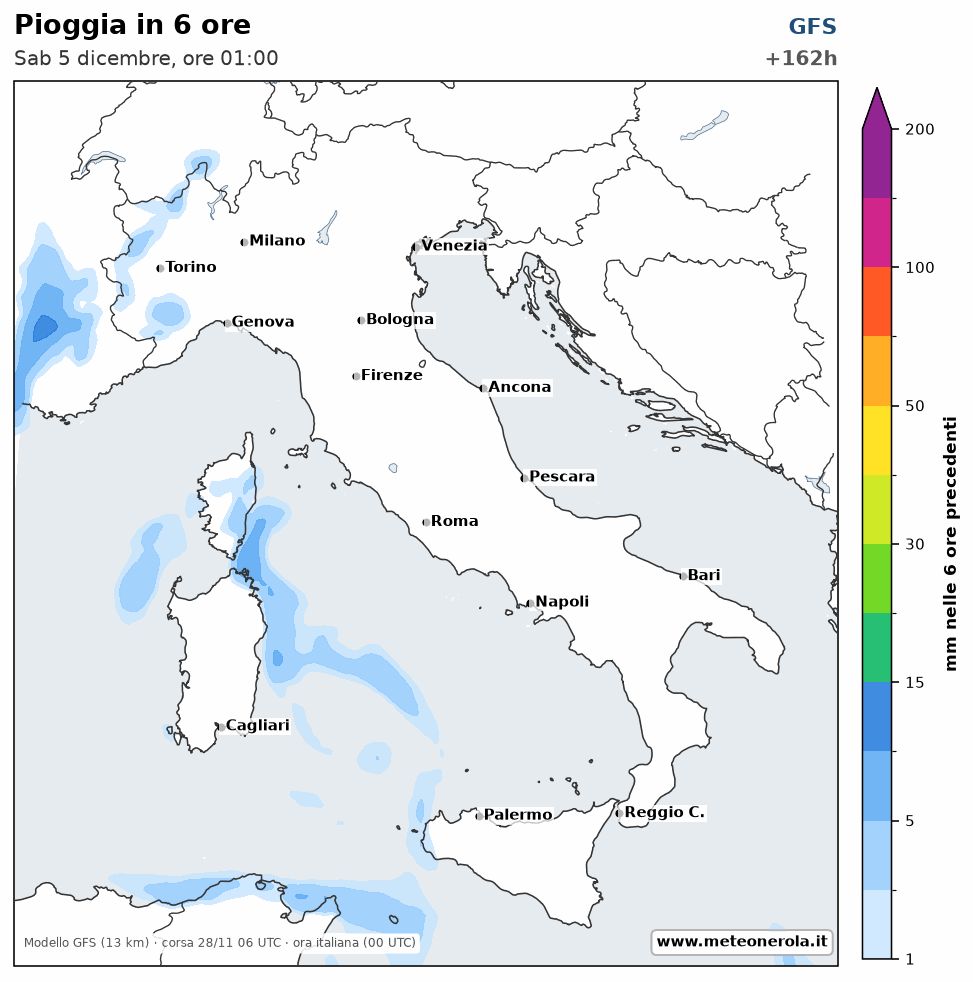 Pioggia in 6 ore
GFS
Sab 5 dicembre, ore 01:00
+162h
200
100
50
30
15
5
1
mm nelle 6 ore precedenti
Milano
Venezia
Torino
Genova
Bologna
Firenze
Ancona
Pescara
Roma
Bari
Napoli
Cagliari
Palermo
Reggio C.
Modello GFS (13 km) · corsa 28/11 06 UTC · ora italiana (00 UTC)
www.meteonerola.it